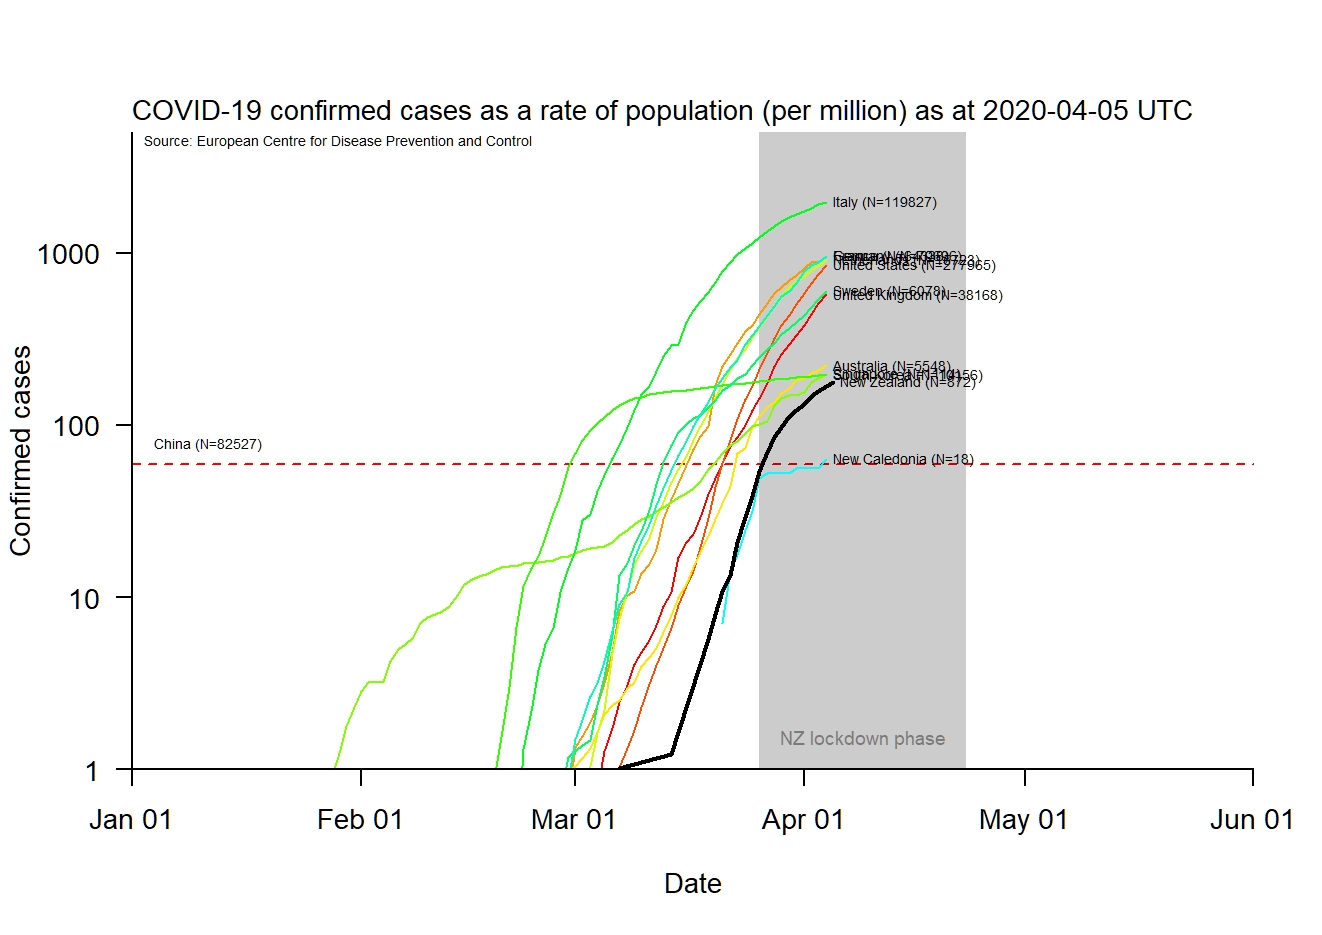 COVID-19 confirmed cases as a rate of population (per million) as at 2020-04-05 UTC
Source: European Centre for Disease Prevention and Control
Italy (N=119827)
1000
United States (N=277965)
Sweden (N=6078)
United Kingdom (N=38168)
Australia (N=5548)
New Zealand (N=872)
100
China (N=82527)
New Caledonia (N=18)
Confirmed cases
10
NZ lockdown phase
1
Jan 01 Feb 01 Mar 01 Apr 01 May 01 Jun 01
Date